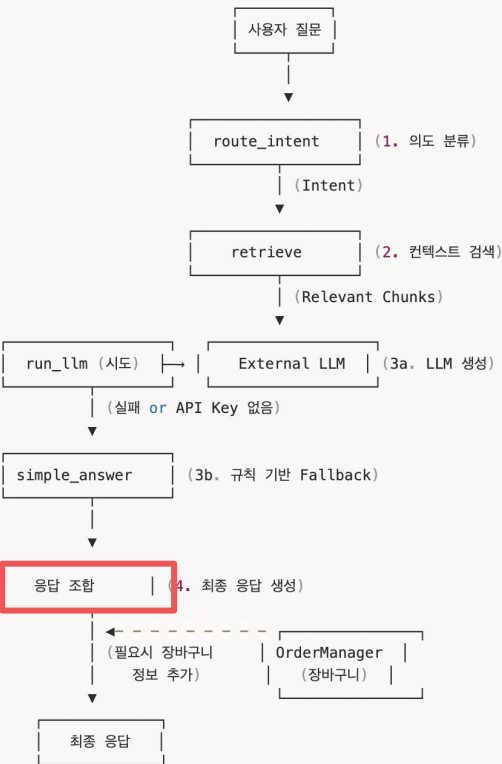 사용자 질문
route_intent (1. 의도 분류)
(Intent)
retrieve (2. 컨텍스트 검색)
(Relevant Chunks)
run_llm (시도) External LLM (3a. LLM 생성)
(실패 or API Key 없음)
simple_answer (3b. 규칙 기반 Fallback)
응답 조합 (4. 최종 응답 생성)
(필요시 장바구니 OrderManager
정보 추가) (장바구니)
최종 응답